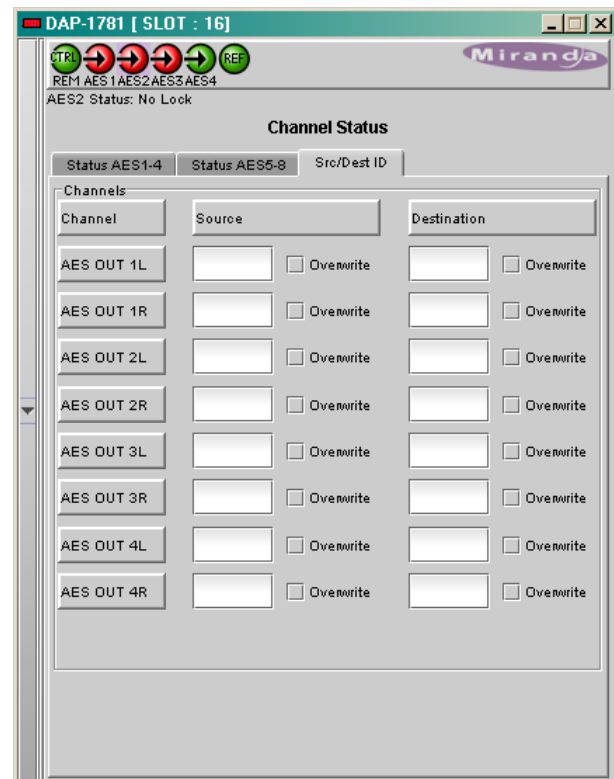 DAP-1781 [ SLOT : 16]
CTRL REF Miranda
REM AES1 AES2 AES3 AES4
AES2 Status: No Lock
Channel Status
Status AES1-4 Status AES5-8 Src/Dest ID
Channels
Channel Source Destination
AES OUT 1L Overwrite Overwrite
AES OUT 1R Overwrite Overwrite
AES OUT 2L Overwrite Overwrite
AES OUT 2R Overwrite Overwrite
AES OUT 3L Overwrite Overwrite
AES OUT 3R Overwrite Overwrite
AES OUT 4L Overwrite Overwrite
AES OUT 4R Overwrite Overwrite